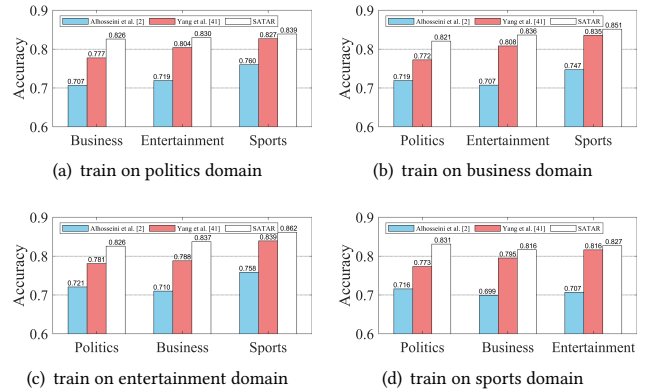 Alhosseini et al. [2] Yang et al. [41] SATAR
0.9
0.8
0.7
0.6
Accuracy
0.707 0.777 0.826
0.719 0.804 0.830
0.760 0.827 0.839
Business Entertainment Sports
(a) train on politics domain
Alhosseini et al. [2] Yang et al. [41] SATAR
0.9
0.8
0.7
0.6
Accuracy
0.719 0.772 0.821
0.707 0.808 0.836
0.747 0.835 0.851
Politics Entertainment Sports
(b) train on business domain
Alhosseini et al. [2] Yang et al. [41] SATAR
0.9
0.8
0.7
0.6
Accuracy
0.721 0.781 0.826
0.710 0.788 0.837
0.758 0.839 0.862
Politics Business Sports
(c) train on entertainment domain
Alhosseini et al. [2] Yang et al. [41] SATAR
0.9
0.8
0.7
0.6
Accuracy
0.716 0.773 0.831
0.699 0.795 0.816
0.707 0.816 0.827
Politics Business Entertainment
(d) train on sports domain